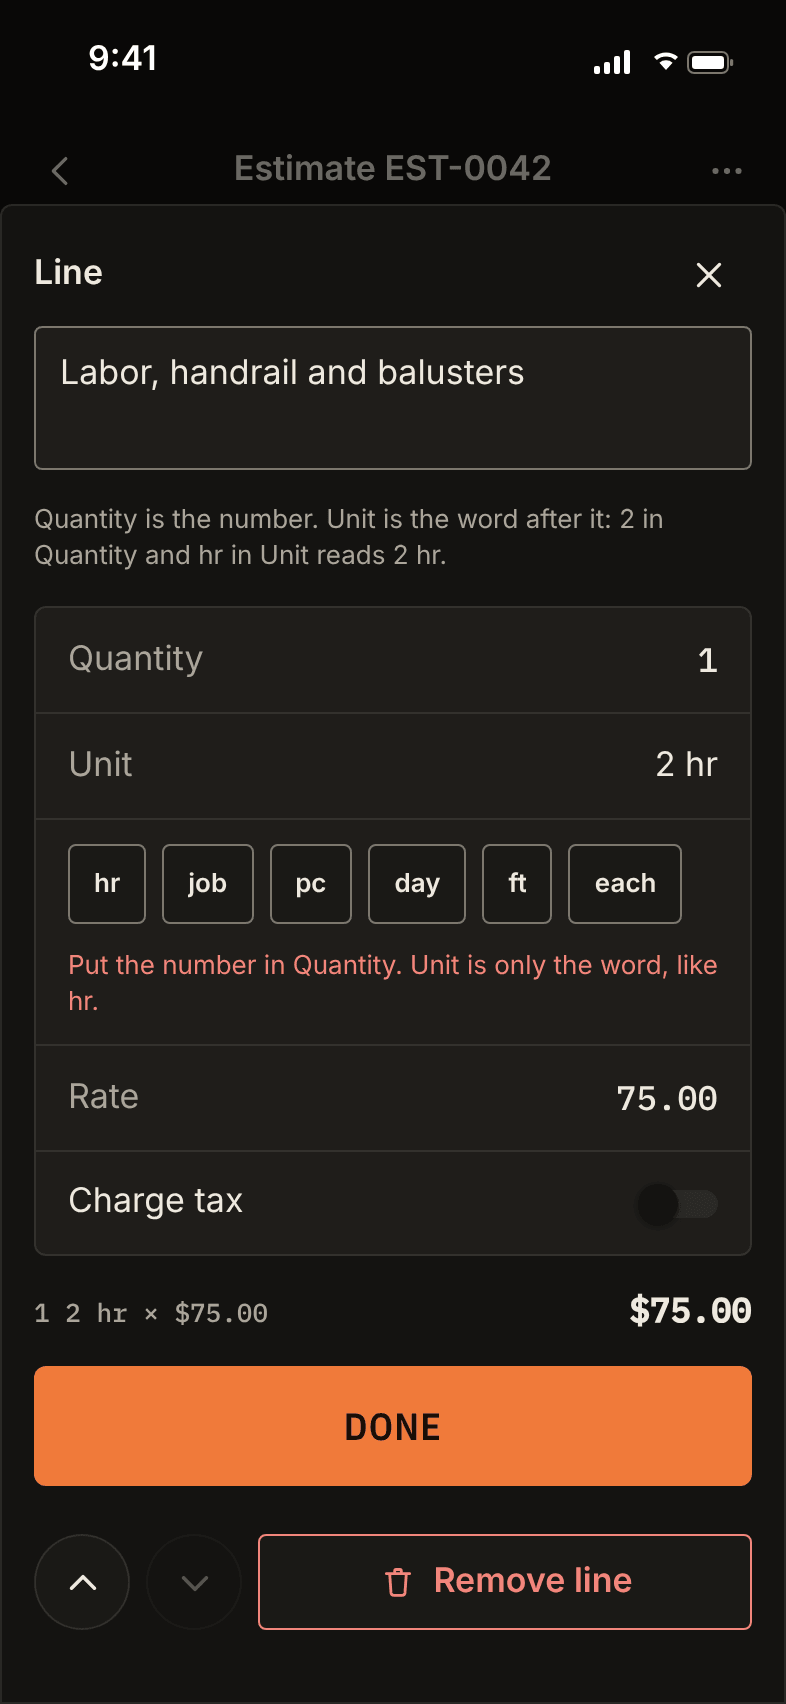 9:41
Estimate EST-0042
Line
Labor, handrail and balusters
Quantity is the number. Unit is the word after it: 2 in
Quantity and hr in Unit reads 2 hr.
Quantity 1
Unit 2 hr
hr job pc day ft each
Put the number in Quantity. Unit is only the word, like
hr.
Rate 75.00
Charge tax
1 2 hr × $75.00 $75.00
DONE
Remove line